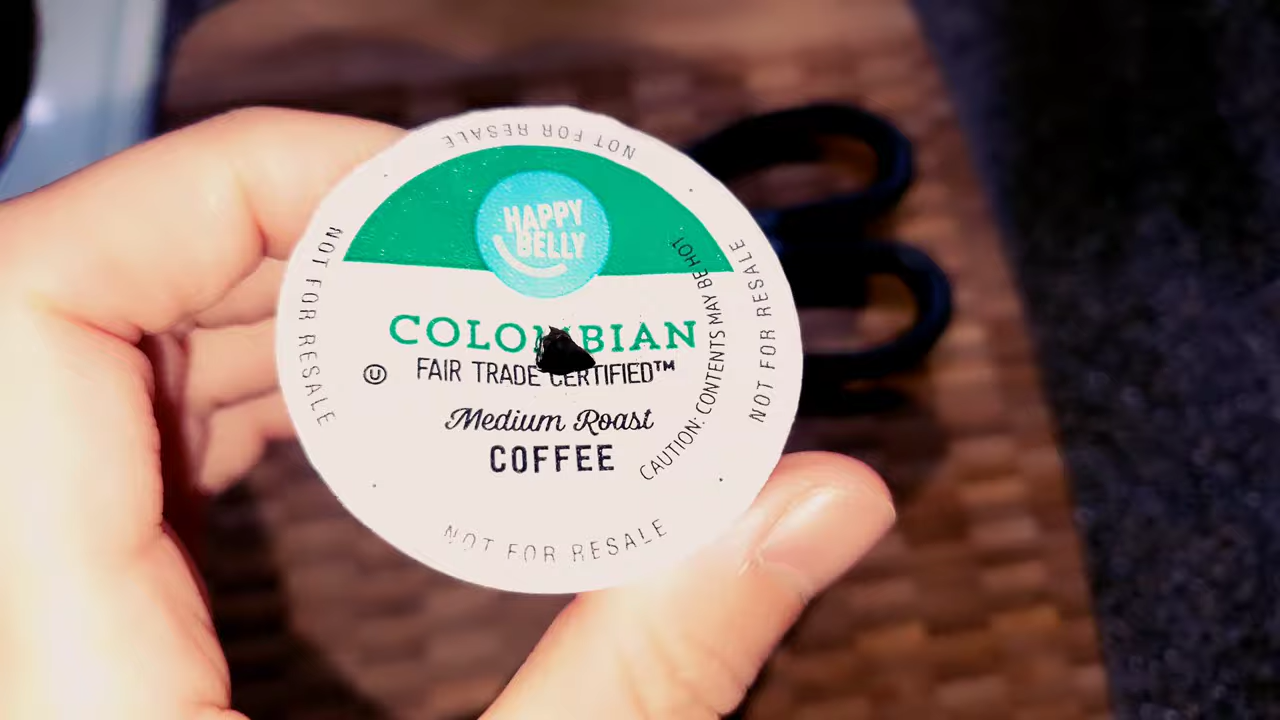 NOT FOR RESALE
HAPPY
BELLY
COLOMBIAN
FAIR TRADE CERTIFIED™
U
Medium Roast
COFFEE
CAUTION: CONTENTS MAY BE HOT
NOT FOR RESALE
NOT FOR RESALE
NOT FOR RESALE